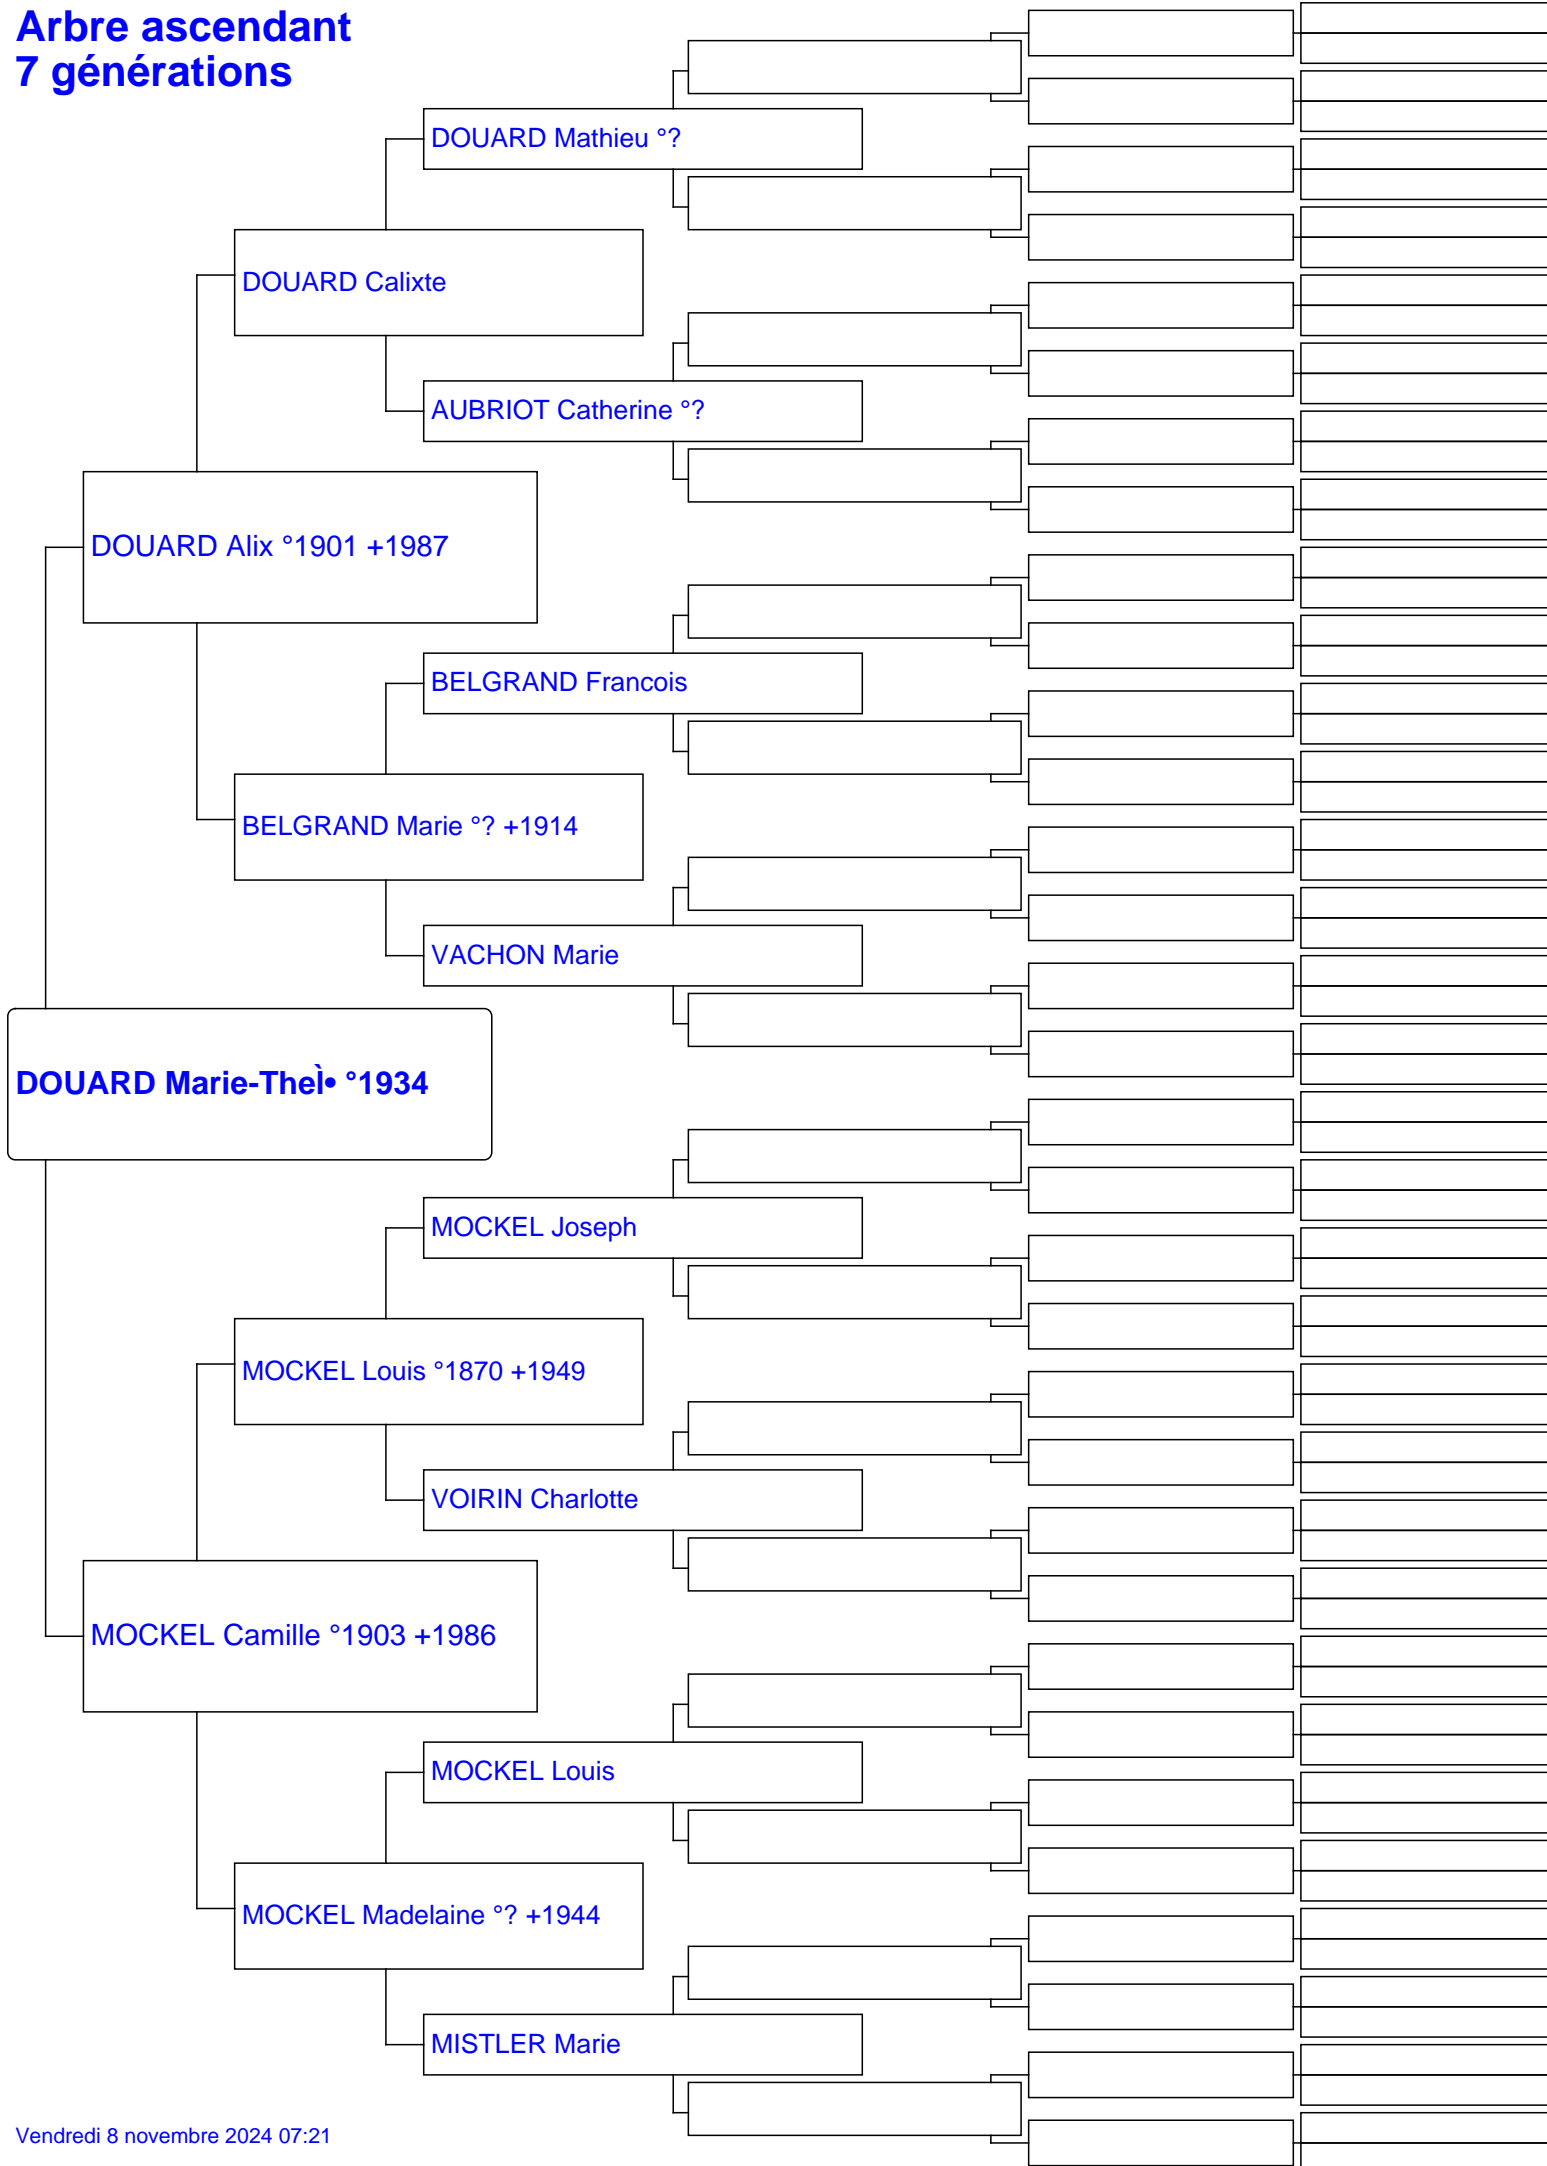 Arbre ascendant
7 générations
DOUARD Mathieu °?
DOUARD Calixte
AUBRIOT Catherine °?
DOUARD Alix °1901 +1987
BELGRAND Francois
BELGRAND Marie °? +1914
VACHON Marie
DOUARD Marie-TheÌ• °1934
MOCKEL Joseph
MOCKEL Louis °1870 +1949
VOIRIN Charlotte
MOCKEL Camille °1903 +1986
MOCKEL Louis
MOCKEL Madelaine °? +1944
MISTLER Marie
Vendredi 8 novembre 2024 07:21